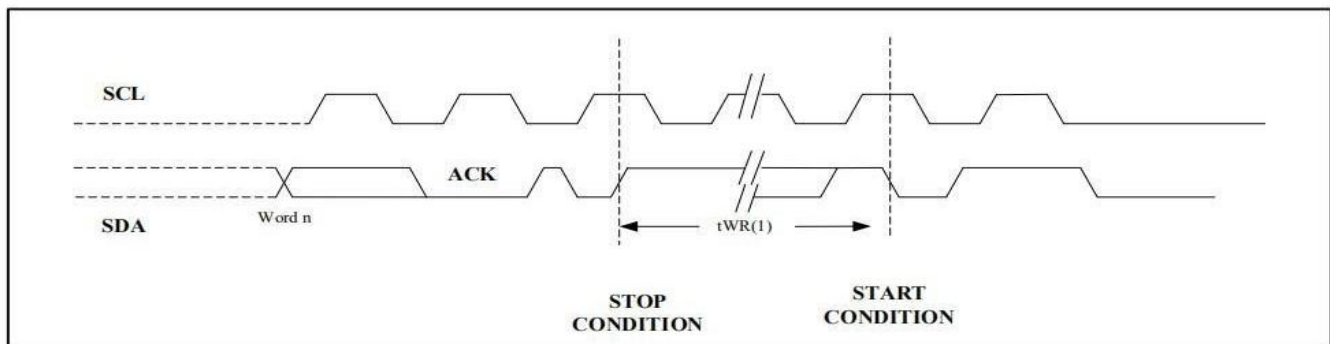 SCL
ACK
Word n
SDA
tWR(1)
STOP
CONDITION
START
CONDITION